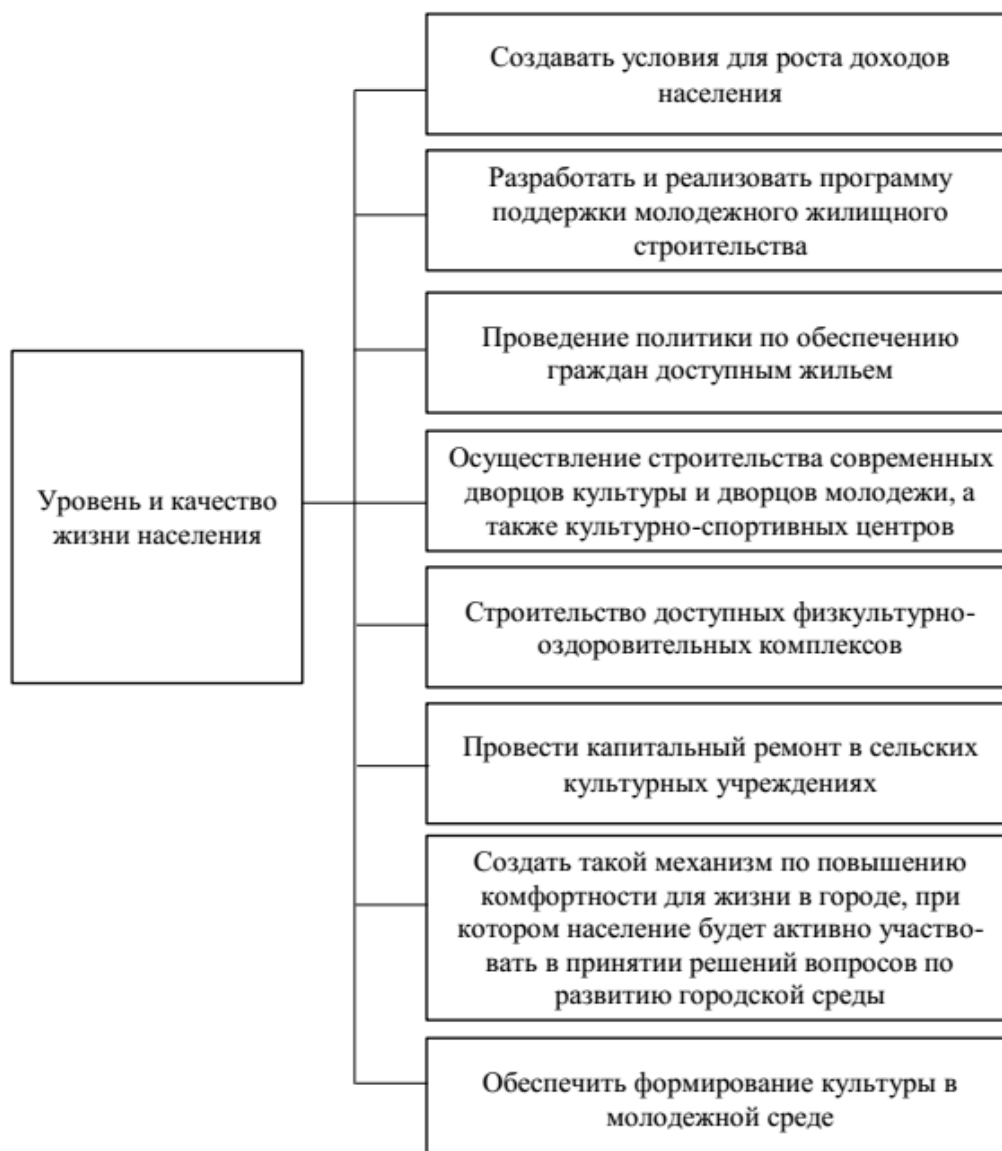 Создавать условия для роста доходов
населения
Разработать и реализовать программу
поддержки молодежного жилищного
строительства
Проведение политики по обеспечению
граждан доступным жильем
Уровень и качество
жизни населения
Осуществление строительства современных
дворцов культуры и дворцов молодежи, а
также культурно-спортивных центров
Строительство доступных физкультурно-
оздоровительных комплексов
Провести капитальный ремонт в сельских
культурных учреждениях
Создать такой механизм по повышению
комфортности для жизни в городе, при
котором население будет активно участво-
вать в принятии решений вопросов по
развитию городской среды
Обеспечить формирование культуры в
молодежной среде